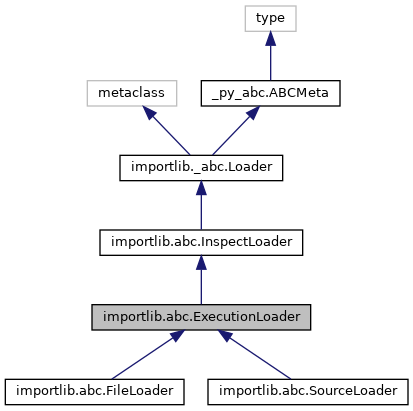 type
metaclass
_py_abc.ABCMeta
importlib._abc.Loader
importlib.abc.InspectLoader
importlib.abc.ExecutionLoader
importlib.abc.FileLoader
importlib.abc.SourceLoader